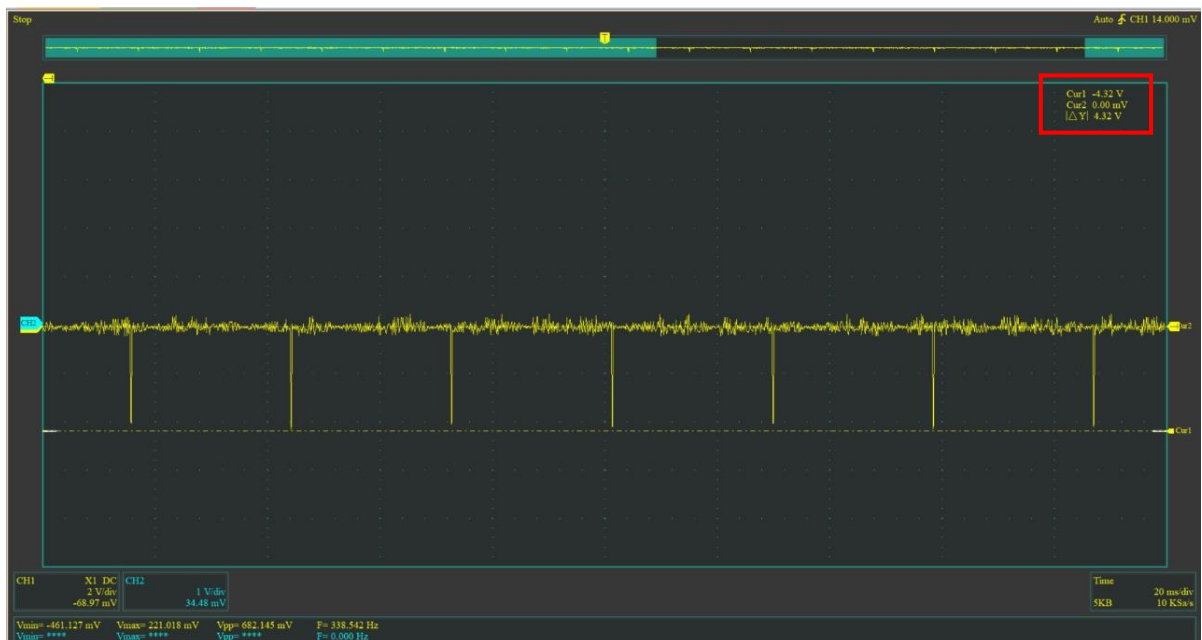 Stop
Auto CH1 14.000 mV
T
Cur1 -4.32 V
Cur2 0.00 mV
|△Y| 4.32 V
CH2
Cur2
Cur1
CH1 X1 DC
2 V/div
-68.97 mV
CH2
1 V/div
34.48 mV
Time
20 ms/div
5KB 10 KSa/s
Vmin= -461.127 mV Vmax= 221.018 mV Vpp= 682.145 mV F= 338.542 Hz
Vmin= **** Vmax= **** Vpp= **** F= 0.000 Hz